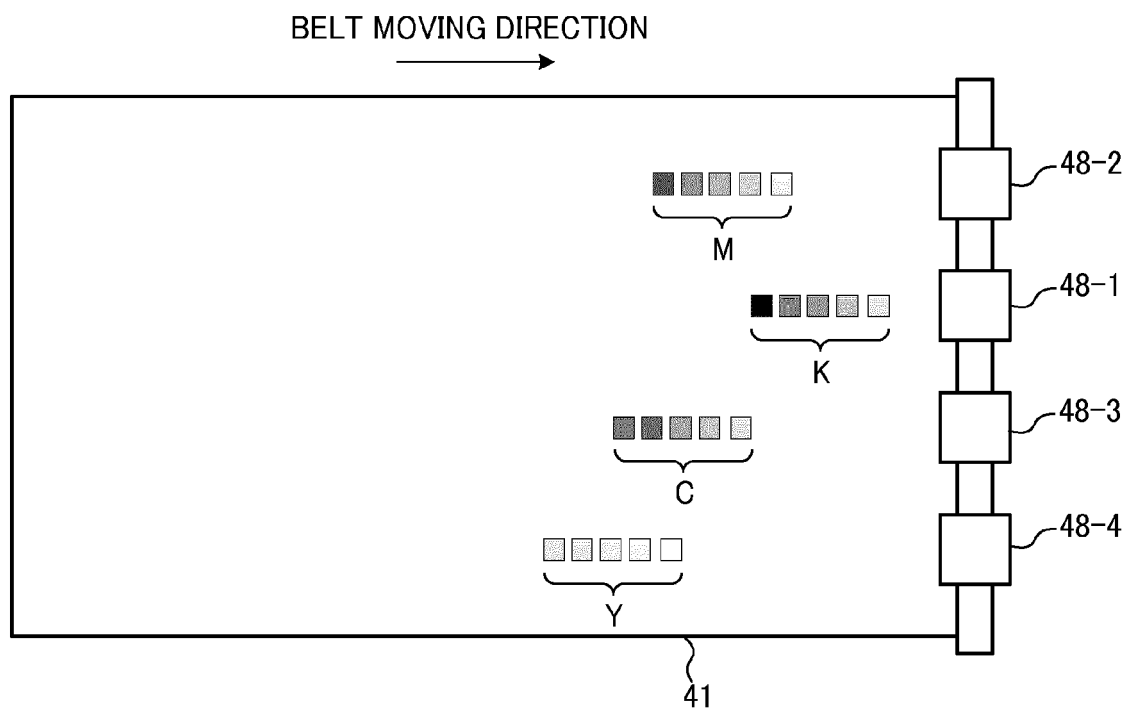 BELT MOVING DIRECTION
48-2
M
48-1
K
48-3
C
48-4
Y
41